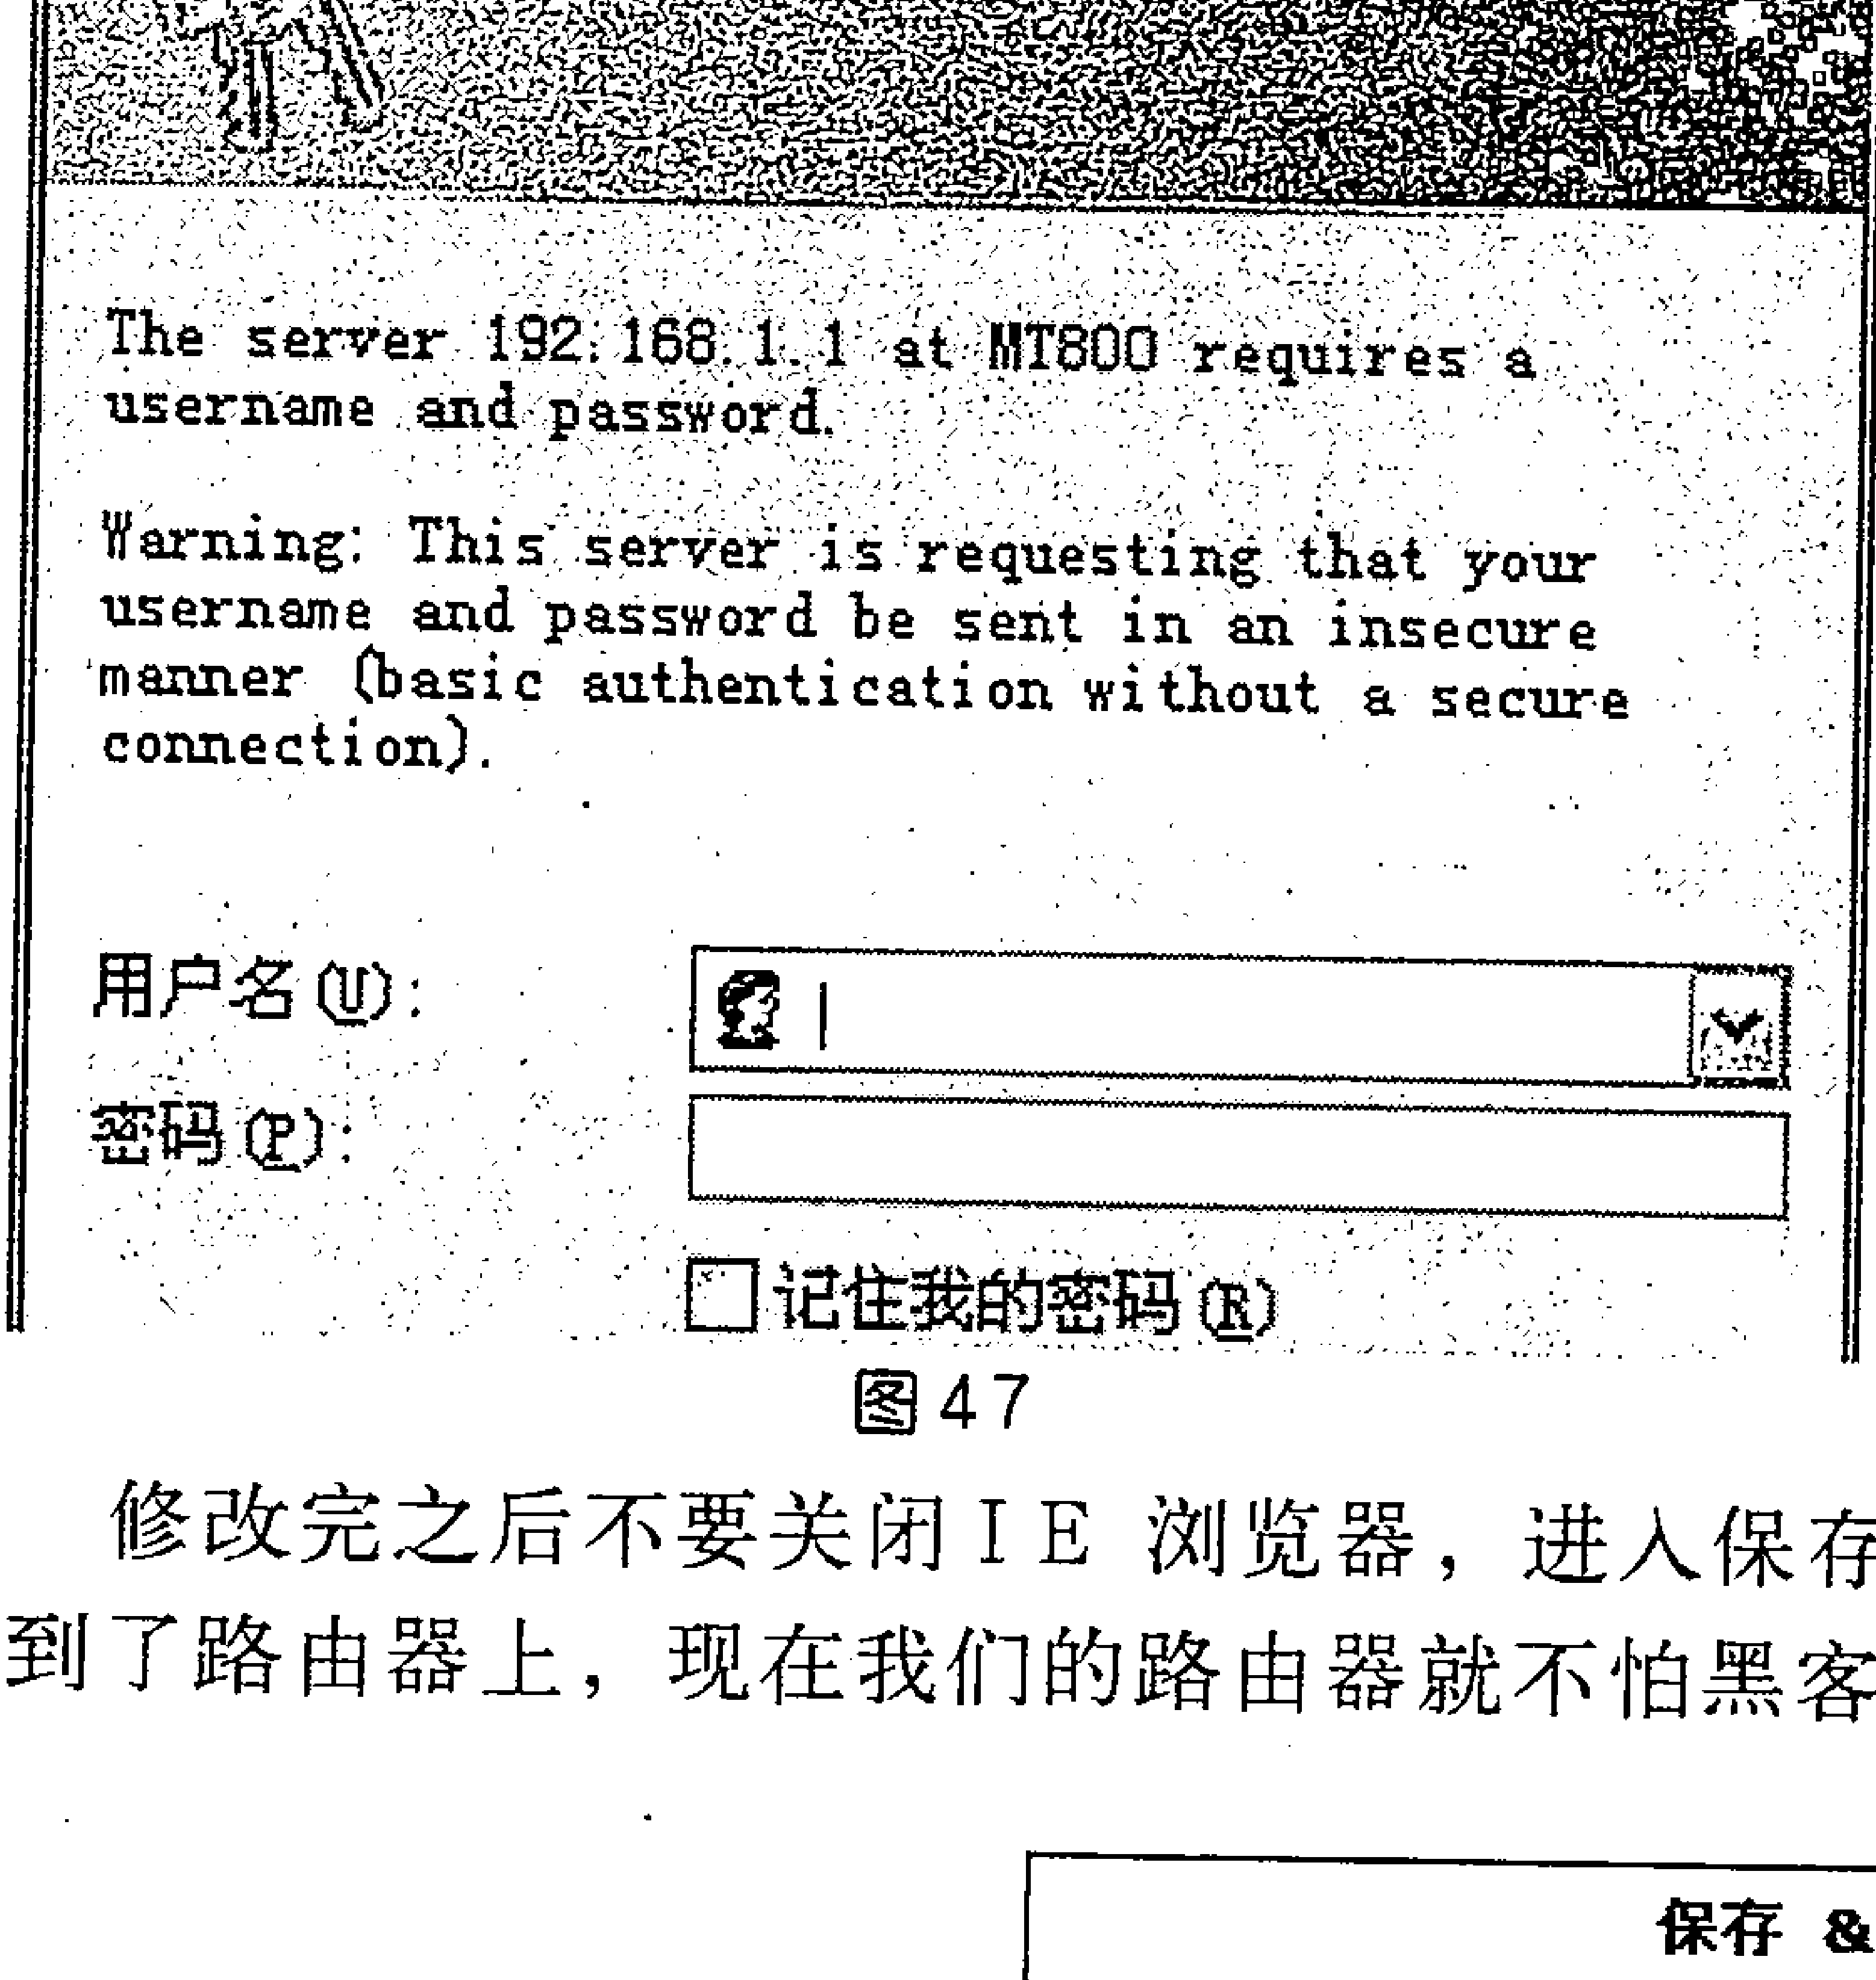 The server 192.168.1.1 at MT800 requires a
username and password.
Warning: This server is requesting that your
username and password be sent in an insecure
manner (basic authentication without a secure
connection).
用户名(U):
密码(P):
记住我的密码(R)
图47
修改完之后不要关闭IE 浏览器，进入保存
到了路由器上，现在我们的路由器就不怕黑客
保存 &